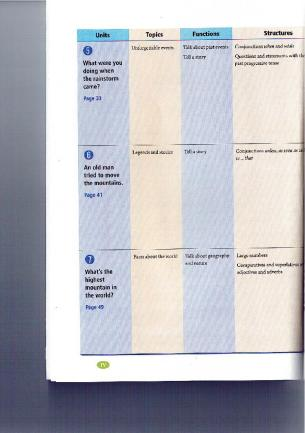 Units Topics Functions Structures
5 Unforgettable events Talk about past events Conjunctions when and while
What were you Tell a story Questions and statements with the
doing when past progressive tense
the rainstorm
came?
Page 33
6 Legends and stories Tell a story Conjunctions unless, as soon as
An old man so ... that
tried to move
the mountains.
Page 41
7 Facts about the world Talk about geography Large numbers
What's the and nature Comparatives and superlatives
highest adjectives and adverbs
mountain in
the world?
Page 49
IV